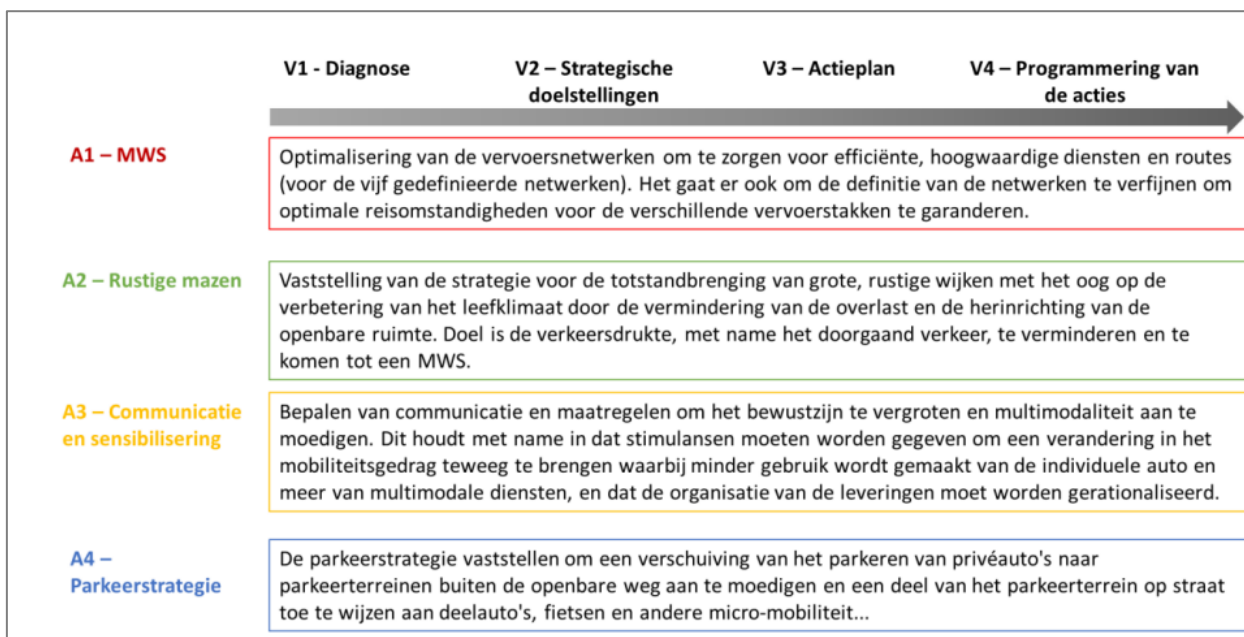 V1 - Diagnose
V2 – Strategische
doelstellingen
V3 – Actieplan
V4 – Programmering van
de acties
A1 – MWS
Optimalisering van de vervoersnetwerken om te zorgen voor efficiënte, hoogwaardige diensten en routes
(voor de vijf gedefinieerde netwerken). Het gaat er ook om de definitie van de netwerken te verfijnen om
optimale reisomstandigheden voor de verschillende vervoerstakken te garanderen.
A2 – Rustige mazen
Vaststelling van de strategie voor de totstandbrenging van grote, rustige wijken met het oog op de
verbetering van het leefklimaat door de vermindering van de overlast en de herinrichting van de
openbare ruimte. Doel is de verkeersdrukte, met name het doorgaand verkeer, te verminderen en te
komen tot een MWS.
A3 – Communicatie
en sensibilisering
Bepalen van communicatie en maatregelen om het bewustzijn te vergroten en multimodaliteit aan te
moedigen. Dit houdt met name in dat stimulansen moeten worden gegeven om een verandering in het
mobiliteitsgedrag teweeg te brengen waarbij minder gebruik wordt gemaakt van de individuele auto en
meer van multimodale diensten, en dat de organisatie van de leveringen moet worden gerationaliseerd.
A4 –
Parkeerstrategie
De parkeerstrategie vaststellen om een verschuiving van het parkeren van privéauto's naar
parkeerterreinen buiten de openbare weg aan te moedigen en een deel van het parkeerterrein op straat
toe te wijzen aan deelauto's, fietsen en andere micro-mobiliteit...